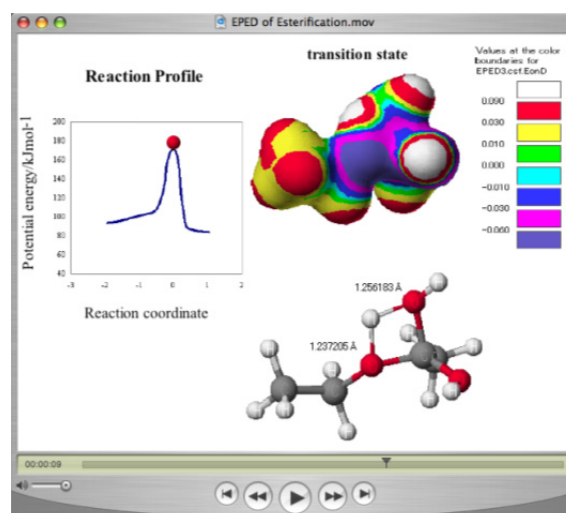 EPED of Esterification.mov
Reaction Profile
Potential energy/kJmol-1
200
180
160
140
120
100
80
60
40
-3
-2
-1
0
1
2
Reaction coordinate
transition state
Values at the color
boundaries for
EPED3.csf.EonD
0.090
0.030
0.010
0.000
-0.010
-0.030
-0.060
1.256183 Å
1.237205 Å
00:00:09